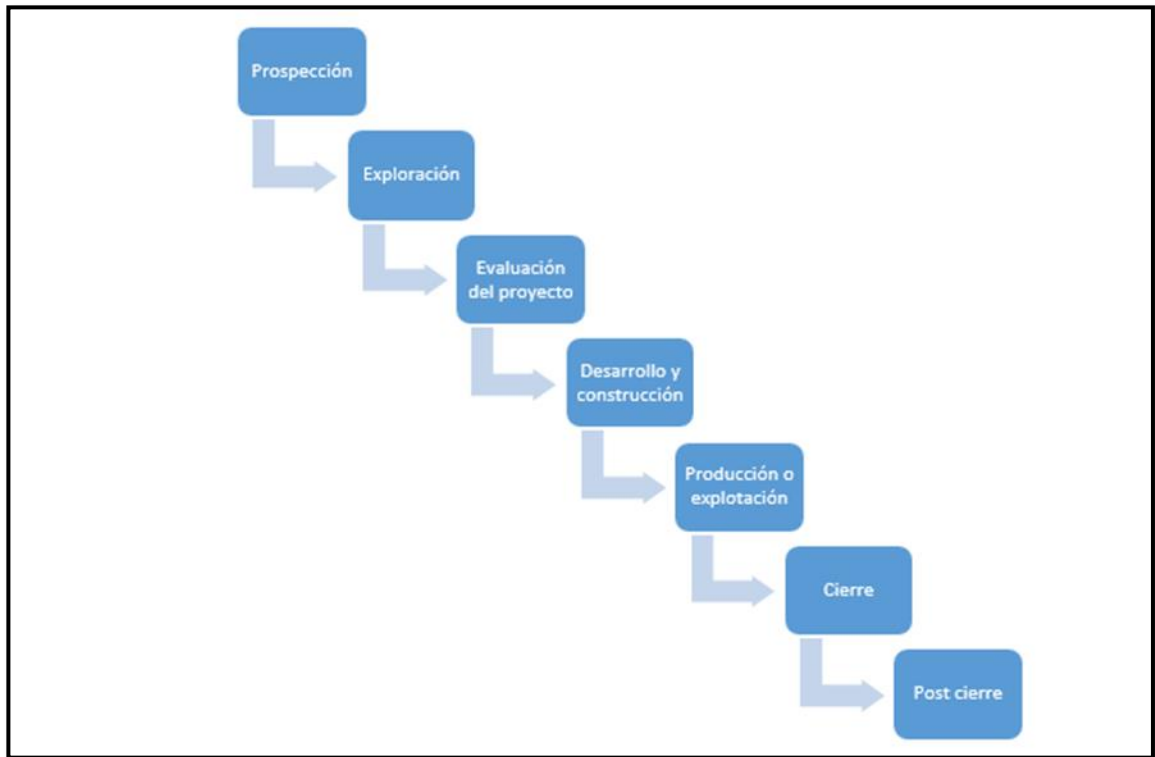 Prospección
Exploración
Evaluación
del proyecto
Desarrollo y
construcción
Producción o
explotación
Cierre
Post cierre